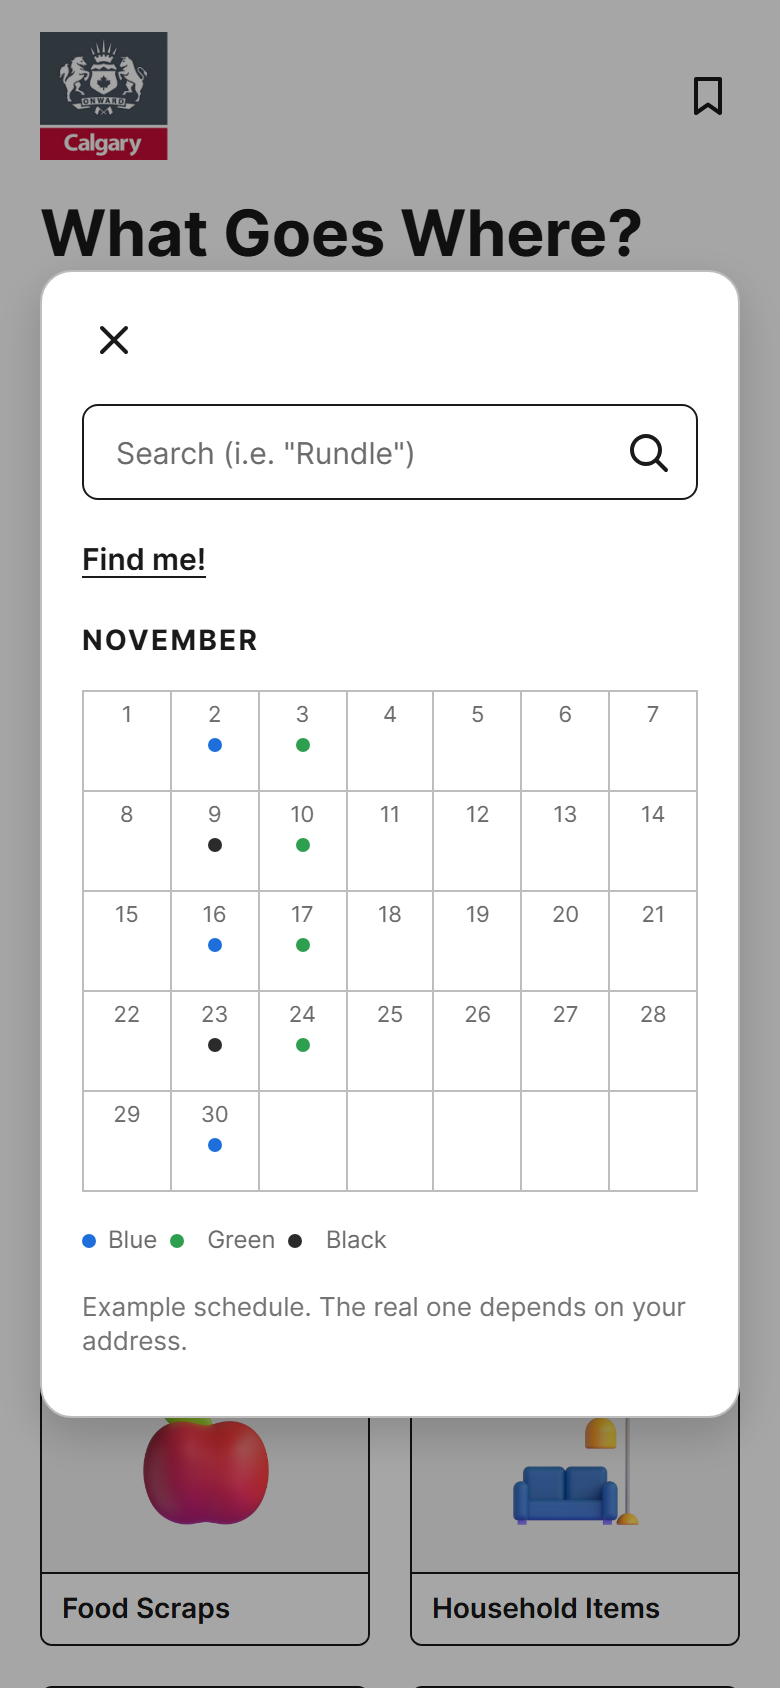 ONWARD
Calgary
What Goes Where?
Search (i.e. "Rundle")
Find me!
NOVEMBER
1 2 3 4 5 6 7
8 9 10 11 12 13 14
15 16 17 18 19 20 21
22 23 24 25 26 27 28
29 30
Blue Green Black
Example schedule. The real one depends on your
address.
Food Scraps Household Items